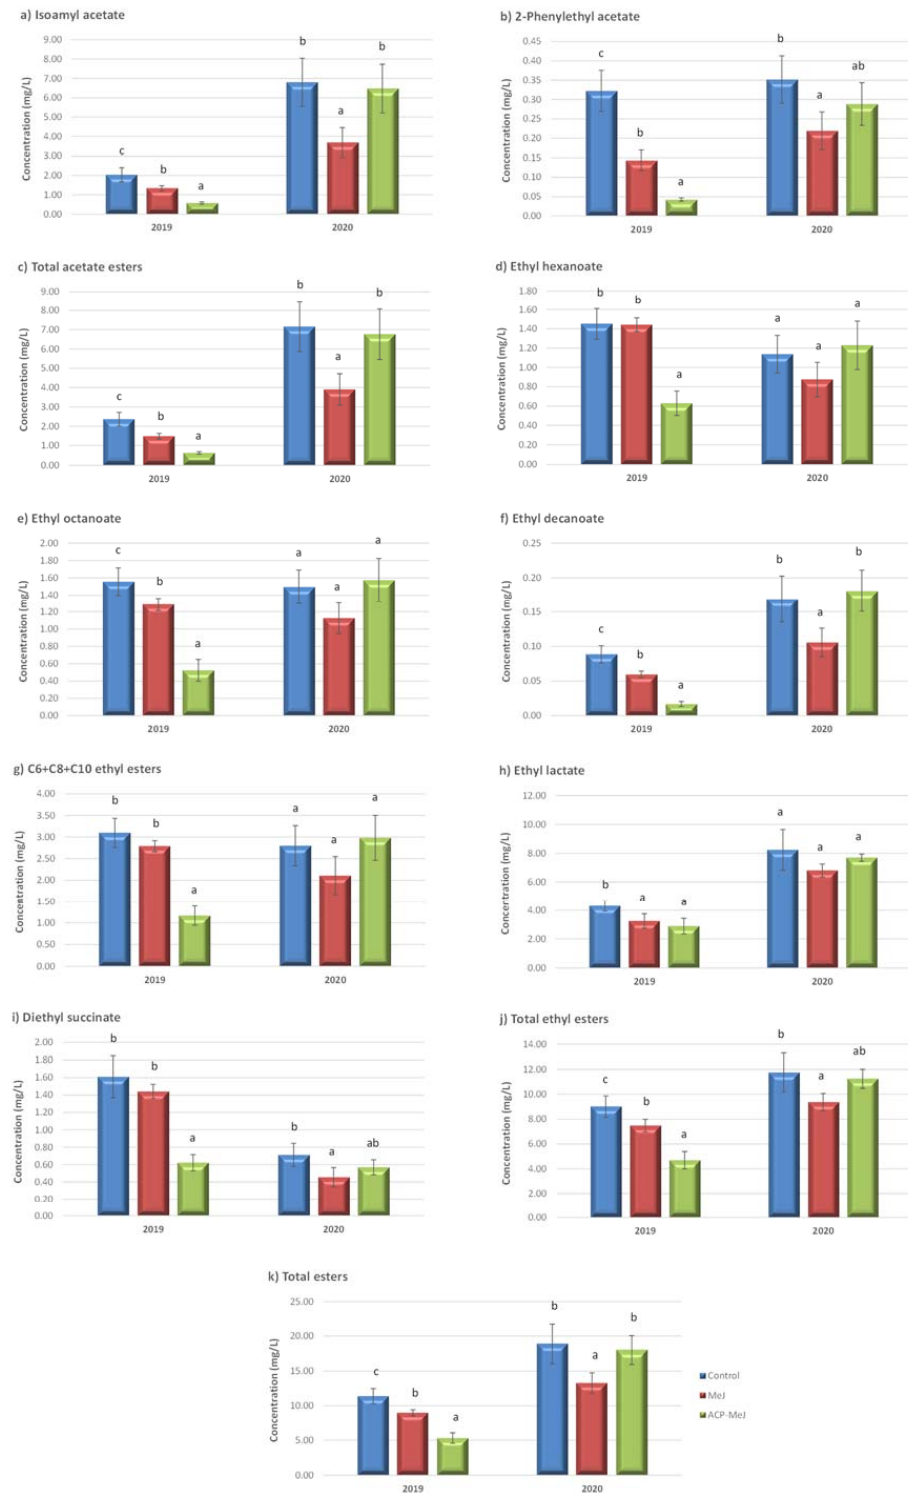 a) Isoamyl acetate
Concentration (mg/L)
9.00
8.00
7.00
6.00
5.00
4.00
3.00
2.00
1.00
0.00
c
b
a
b
a
b
2019
2020
b) 2-Phenylethyl acetate
Concentration (mg/L)
0.45
0.40
0.35
0.30
0.25
0.20
0.15
0.10
0.05
0.00
c
b
a
b
a
ab
2019
2020
c) Total acetate esters
Concentration (mg/L)
9.00
8.00
7.00
6.00
5.00
4.00
3.00
2.00
1.00
0.00
c
b
a
b
a
b
2019
2020
d) Ethyl hexanoate
Concentration (mg/L)
1.80
1.60
1.40
1.20
1.00
0.80
0.60
0.40
0.20
0.00
b
b
a
a
a
a
2019
2020
e) Ethyl octanoate
Concentration (mg/L)
2.00
1.80
1.60
1.40
1.20
1.00
0.80
0.60
0.40
0.20
0.00
c
b
a
a
a
a
2019
2020
f) Ethyl decanoate
Concentration (mg/L)
0.25
0.20
0.15
0.10
0.05
0.00
c
b
a
b
a
b
2019
2020
g) C6+C8+C10 ethyl esters
Concentration (mg/L)
4.00
3.50
3.00
2.50
2.00
1.50
1.00
0.50
0.00
b
b
a
a
a
a
2019
2020
h) Ethyl lactate
Concertration (mg/L)
12.00
10.00
8.00
6.00
4.00
2.00
0.00
b
a
a
a
a
a
2019
2020
i) Diethyl succinate
Concentration (mg/L)
2.00
1.80
1.60
1.40
1.20
1.00
0.80
0.60
0.40
0.20
0.00
b
b
a
b
a
ab
2019
2020
j) Total ethyl esters
Concentration (mg/L)
14.00
12.00
10.00
8.00
6.00
4.00
2.00
0.00
c
b
a
b
a
ab
2019
2020
k) Total esters
Concentration (mg/L)
25.00
20.00
15.00
10.00
5.00
0.00
c
b
a
b
a
b
2019
2020
Control
MeJ
ACP-MeJ